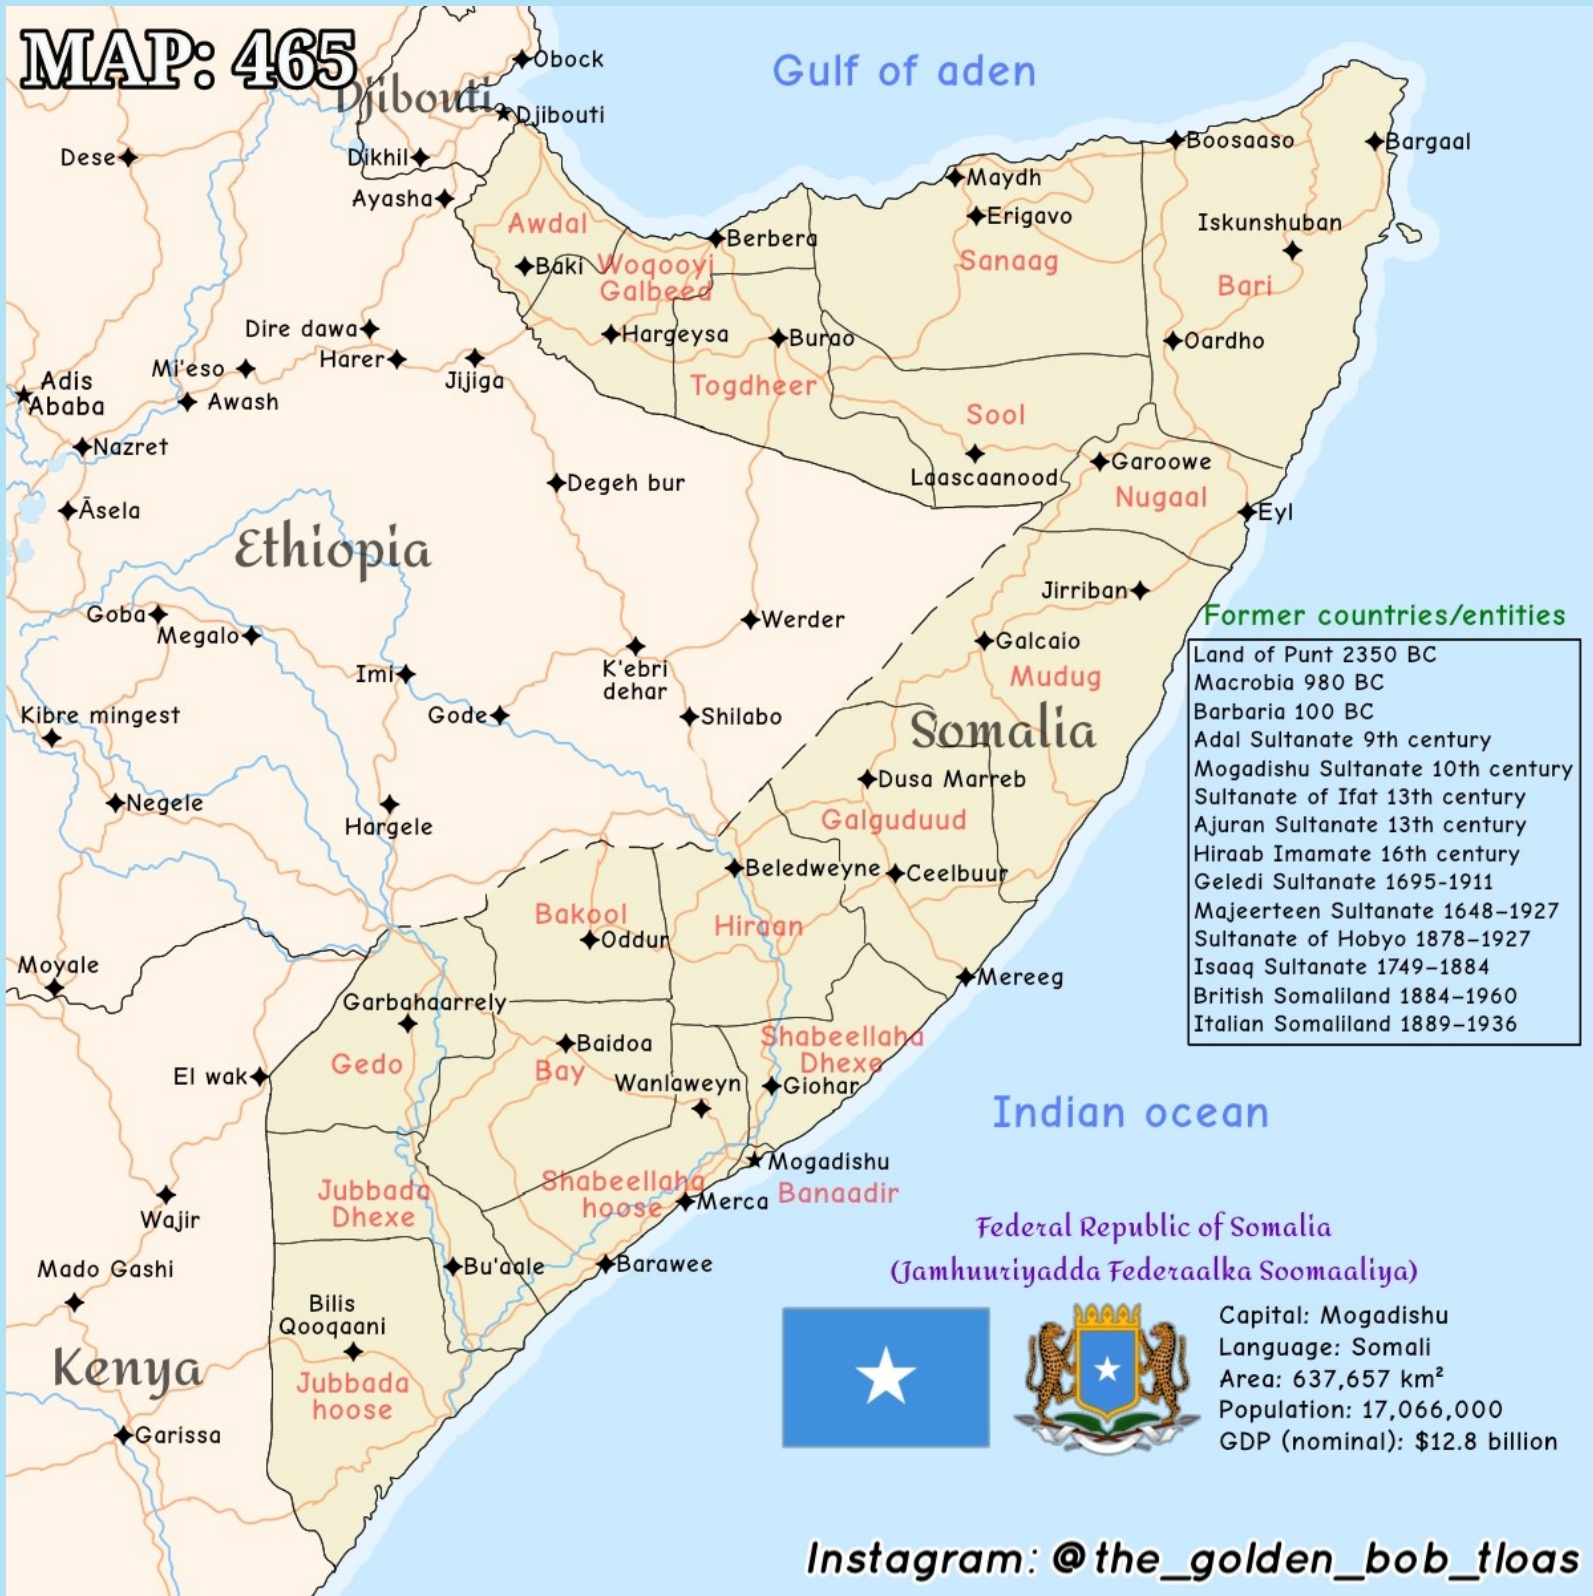 MAP: 465
Djibouti
Gulf of aden
Obock
Djibouti
Dese
Dikhil
Ayasha
Boosaaso
Bargaal
Maydh
Erigavo
Iskunshuban
Awdal
Berbera
Baki
Woqooyi
Galbeed
Sanaag
Bari
Dire dawa
Hargeysa
Burao
Oardho
Harer
Mi'eso
Jijiga
Adis
Ababa
Awash
Togdheer
Sool
Nazret
Garoowe
Laascaanood
Degeh bur
Nugaal
Āsela
Eyl
Ethiopia
Jirriban
Goba
Megalo
Werder
Galcaio
Imi
K'ebri
dehar
Mudug
Kibre mingest
Gode
Shilabo
Somalia
Dusa Marreb
Negele
Hargele
Galguduud
Beledweyne
Ceelbuur
Bakool
Oddur
Hiraan
Moyale
Mereeg
Garbahaarrely
Baidoa
Shabeellaha
Dhexe
Gedo
Bay
El wak
Wanlaweyn
Giohar
Mogadishu
Banaadir
Shabeellaha
hoose
Merca
Jubbada
Dhexe
Wajir
Bu'aale
Barawee
Mado Gashi
Bilis
Qooqaani
Kenya
Jubbada
hoose
Garissa
Former countries/entities
Land of Punt 2350 BC
Macrobia 980 BC
Barbaria 100 BC
Adal Sultanate 9th century
Mogadishu Sultanate 10th century
Sultanate of Ifat 13th century
Ajuran Sultanate 13th century
Hiraab Imamate 16th century
Geledi Sultanate 1695-1911
Majeerteen Sultanate 1648–1927
Sultanate of Hobyo 1878–1927
Isaaq Sultanate 1749–1884
British Somaliland 1884–1960
Italian Somaliland 1889–1936
Indian ocean
Federal Republic of Somalia
(Jamhuuriyadda Federaalka Soomaaliya)
Capital: Mogadishu
Language: Somali
Area: 637,657 km²
Population: 17,066,000
GDP (nominal): $12.8 billion
Instagram: @the_golden_bob_tloas